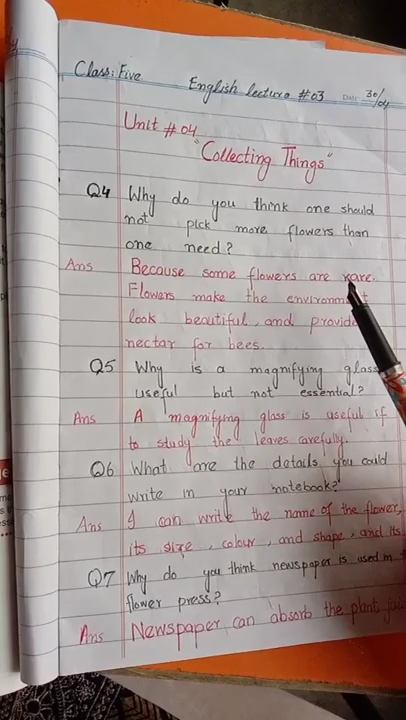 Class: Five English lecture #03 Date: 30/04
Unit #04
"Collecting Things"
Q4 Why do you think one should
not pick more flowers than
one need?
Ans Because some flowers are rare.
Flowers make the environment
look beautiful, and provide
nectar for bees.
Q5 Why is a magnifying glass
useful but not essential?
Ans A magnifying glass is useful if
to study the leaves carefully.
Q6 What are the details you could
write in your notebook?
Ans I can write the name of the flower,
its size, colour, and shape, and its
Q7 Why do you think newspaper is used in
flower press?
Ans Newspaper can absorb the plant